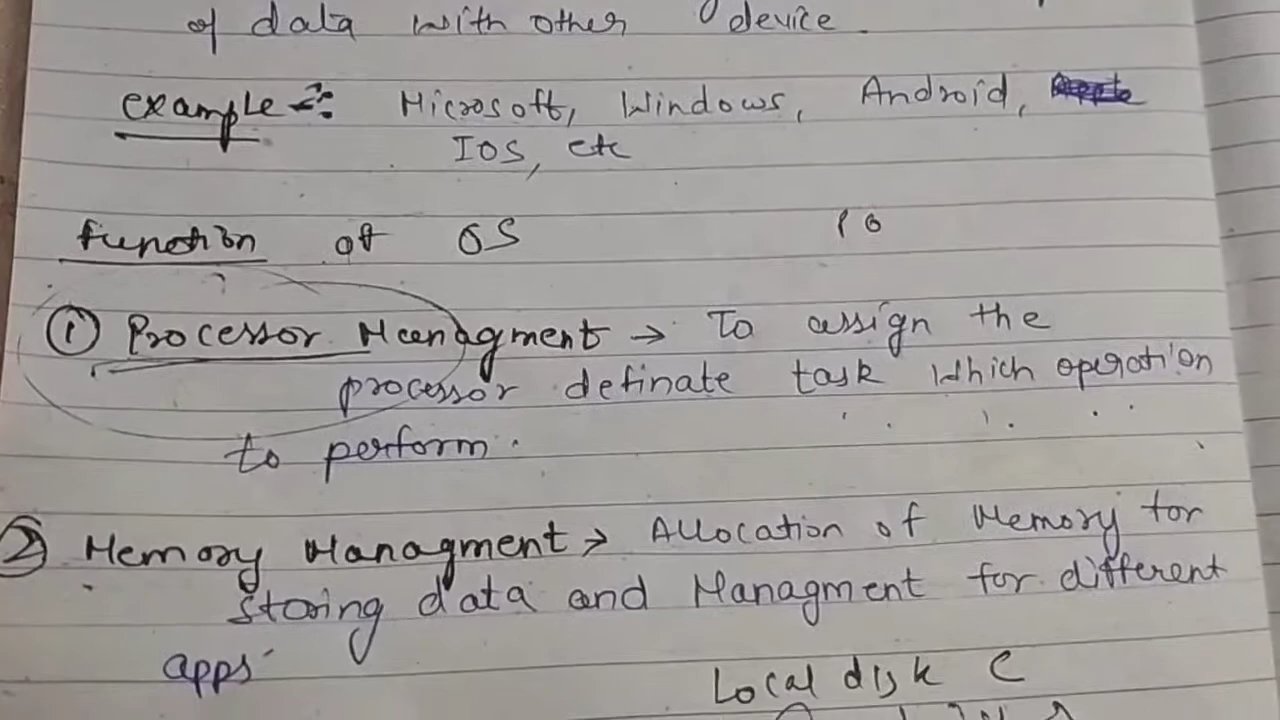 of data with other device.
example :- Microsoft, Windows, Android,
IOS, etc
function of OS 10
① Processor Managment → To assign the
processor definate task which operation
to perform.
② Memory Managment → Allocation of Memory for
storing data and Managment for different
apps
Local disk C